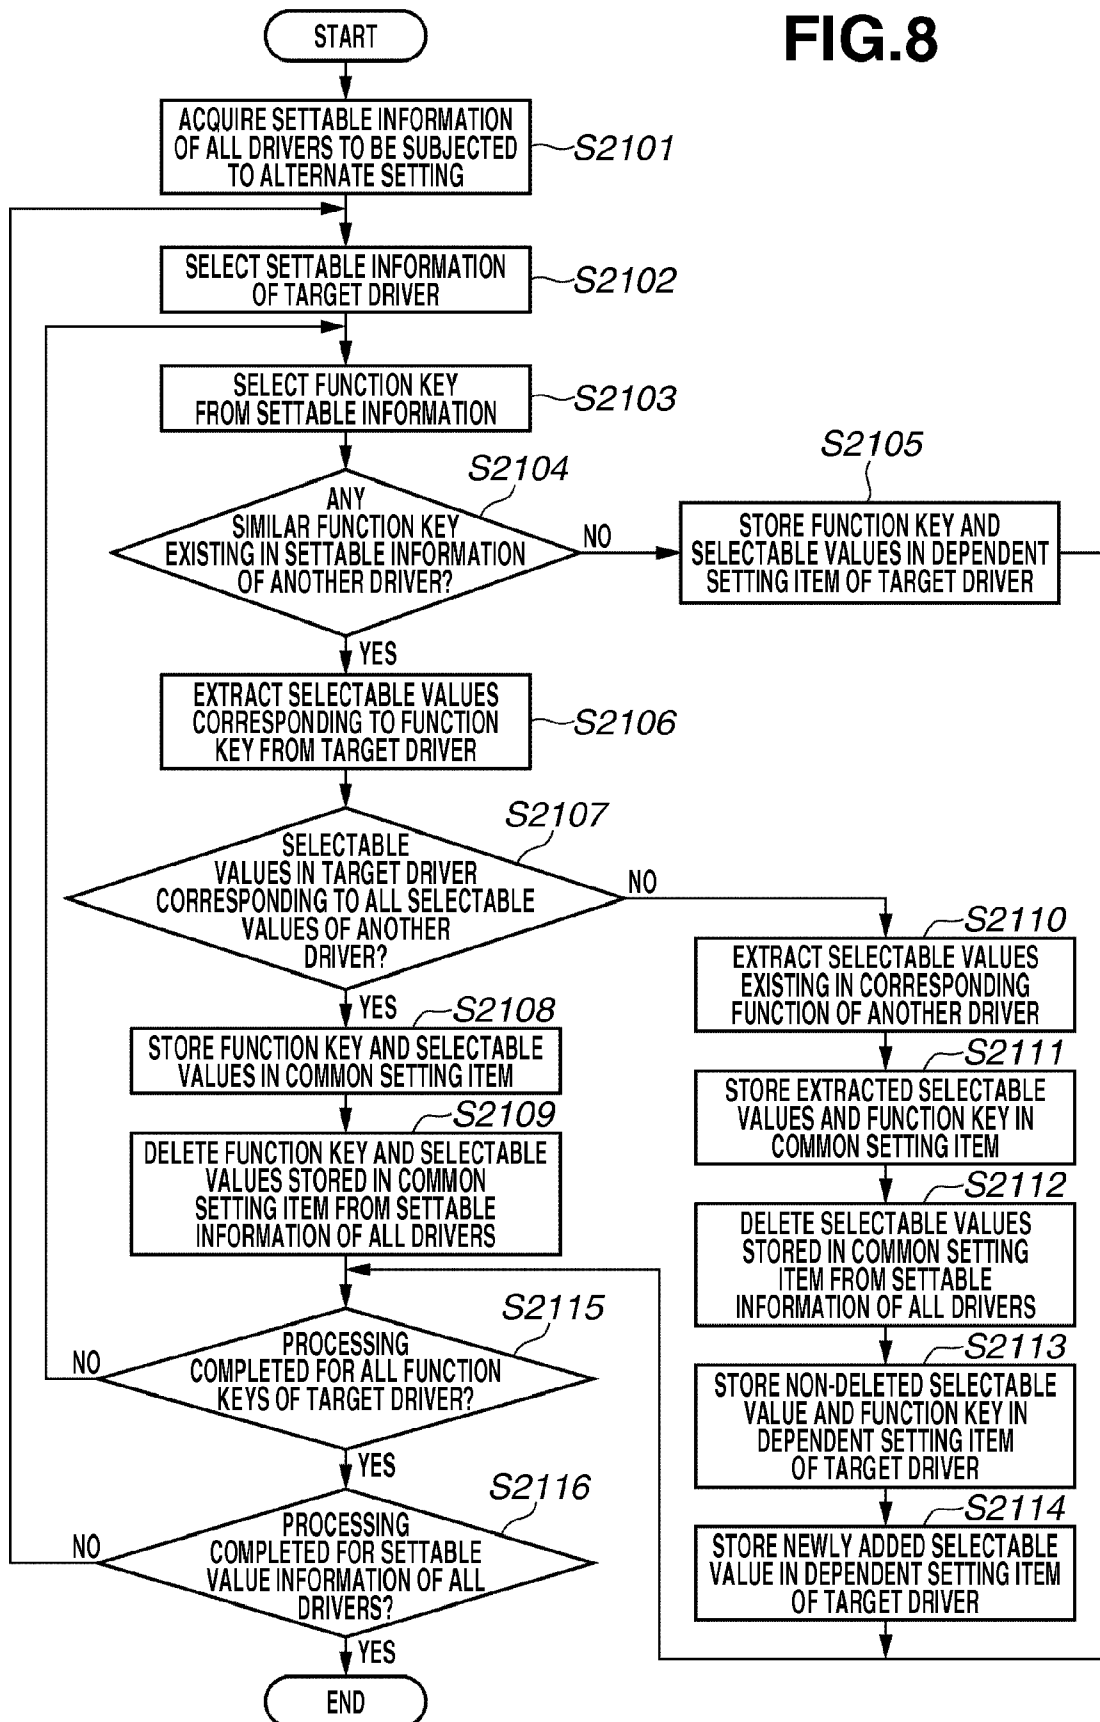 FIG.8
START
ACQUIRE SETTABLE INFORMATION
OF ALL DRIVERS TO BE SUBJECTED
TO ALTERNATE SETTING
S2101
SELECT SETTABLE INFORMATION
OF TARGET DRIVER
S2102
SELECT FUNCTION KEY
FROM SETTABLE INFORMATION
S2103
S2104
ANY
SIMILAR FUNCTION KEY
EXISTING IN SETTABLE INFORMATION
OF ANOTHER DRIVER?
NO
YES
S2105
STORE FUNCTION KEY AND
SELECTABLE VALUES IN DEPENDENT
SETTING ITEM OF TARGET DRIVER
EXTRACT SELECTABLE VALUES
CORRESPONDING TO FUNCTION
KEY FROM TARGET DRIVER
S2106
S2107
SELECTABLE
VALUES IN TARGET DRIVER
CORRESPONDING TO ALL SELECTABLE
VALUES OF ANOTHER
DRIVER?
NO
YES
S2108
STORE FUNCTION KEY AND SELECTABLE
VALUES IN COMMON SETTING ITEM
S2109
DELETE FUNCTION KEY AND SELECTABLE
VALUES STORED IN COMMON
SETTING ITEM FROM SETTABLE
INFORMATION OF ALL DRIVERS
S2110
EXTRACT SELECTABLE VALUES
EXISTING IN CORRESPONDING
FUNCTION OF ANOTHER DRIVER
S2111
STORE EXTRACTED SELECTABLE
VALUES AND FUNCTION KEY IN
COMMON SETTING ITEM
S2112
DELETE SELECTABLE VALUES
STORED IN COMMON SETTING
ITEM FROM SETTABLE
INFORMATION OF ALL DRIVERS
S2113
STORE NON-DELETED SELECTABLE
VALUE AND FUNCTION KEY IN
DEPENDENT SETTING ITEM
OF TARGET DRIVER
S2114
STORE NEWLY ADDED SELECTABLE
VALUE IN DEPENDENT SETTING ITEM
OF TARGET DRIVER
S2115
PROCESSING
COMPLETED FOR ALL FUNCTION
KEYS OF TARGET DRIVER?
NO
YES
S2116
PROCESSING
COMPLETED FOR SETTABLE
VALUE INFORMATION OF ALL
DRIVERS?
NO
YES
END